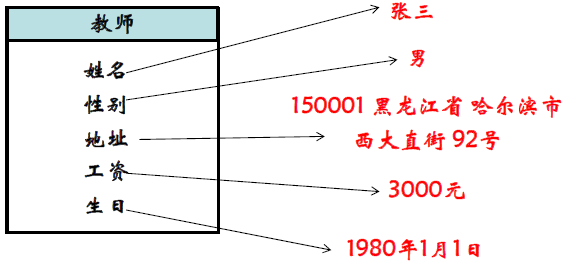 教师
姓名
张三
性别
男
地址
150001 黑龙江省 哈尔滨市
西大直街 92号
工资
3000元
生日
1980年1月1日